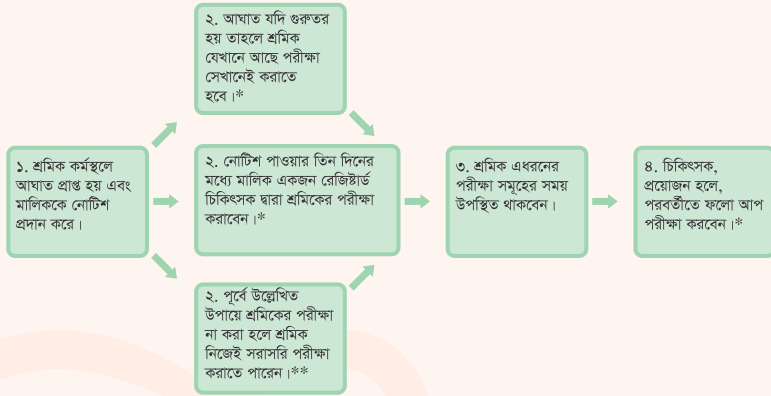 ১. শ্রমিক কর্মস্থলে
আঘাত প্রাপ্ত হয় এবং
মালিককে নোটিশ
প্রদান করে।
২. আঘাত যদি গুরুতর
হয় তাহলে শ্রমিক
যেখানে আছে পরীক্ষা
সেখানেই করাতে
হবে।*
২. নোটিশ পাওয়ার তিন দিনের
মধ্যে মালিক একজন রেজিষ্টার্ড
চিকিৎসক দ্বারা শ্রমিকের পরীক্ষা
করাবেন।*
২. পূর্বে উল্লেখিত
উপায়ে শ্রমিকের পরীক্ষা
না করা হলে শ্রমিক
নিজেই সরাসরি পরীক্ষা
করাতে পারেন।**
৩. শ্রমিক এধরনের
পরীক্ষা সমূহের সময়
উপস্থিত থাকবেন।
৪. চিকিৎসক,
প্রয়োজন হলে,
পরবর্তীতে ফলো আপ
পরীক্ষা করবেন।*